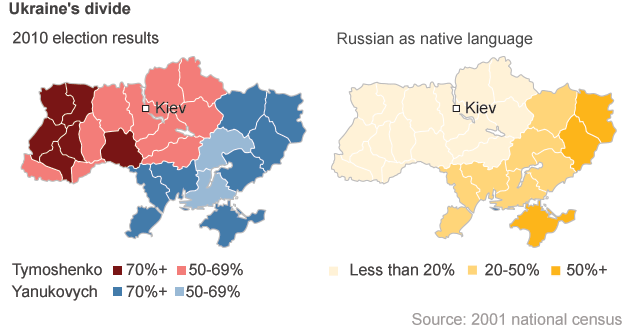 Ukraine's divide
2010 election results
Russian as native language
Kiev
Kiev
Tymoshenko 70%+ 50-69%
Yanukovych 70%+ 50-69%
Less than 20% 20-50% 50%+
Source: 2001 national census